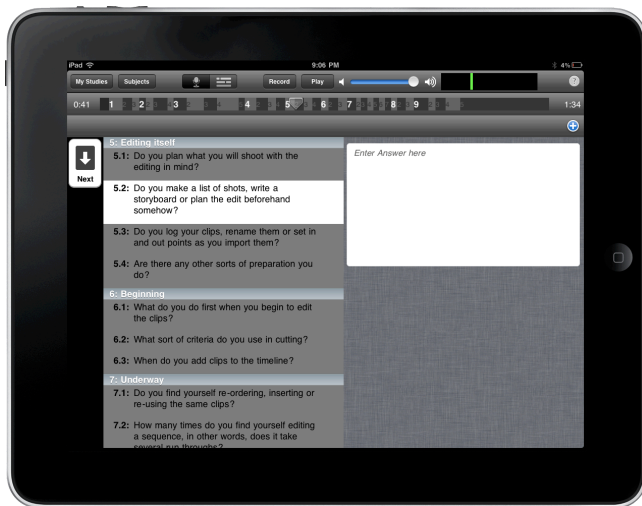 iPad 9:06 PM 4%
My Studies Subjects Record Play ?
0:41 1 2 3 4 5 6 7 8 9 1:34
5: Editing itself
Next
5.1: Do you plan what you will shoot with the
editing in mind?
5.2: Do you make a list of shots, write a
storyboard or plan the edit beforehand
somehow?
5.3: Do you log your clips, rename them or set in
and out points as you import them?
5.4: Are there any other sorts of preparation you
do?
6: Beginning
6.1: What do you do first when you begin to edit
the clips?
6.2: What sort of criteria do you use in cutting?
6.3: When do you add clips to the timeline?
7: Underway
7.1: Do you find yourself re-ordering, inserting or
re-using the same clips?
7.2: How many times do you find yourself editing
a sequence, in other words, does it take
several run throughs?
Enter Answer here